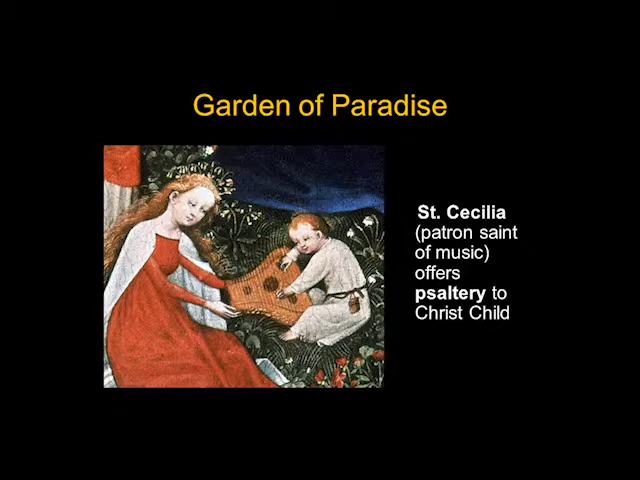 Garden of Paradise
St. Cecilia
(patron saint
of music)
offers
psaltery to
Christ Child